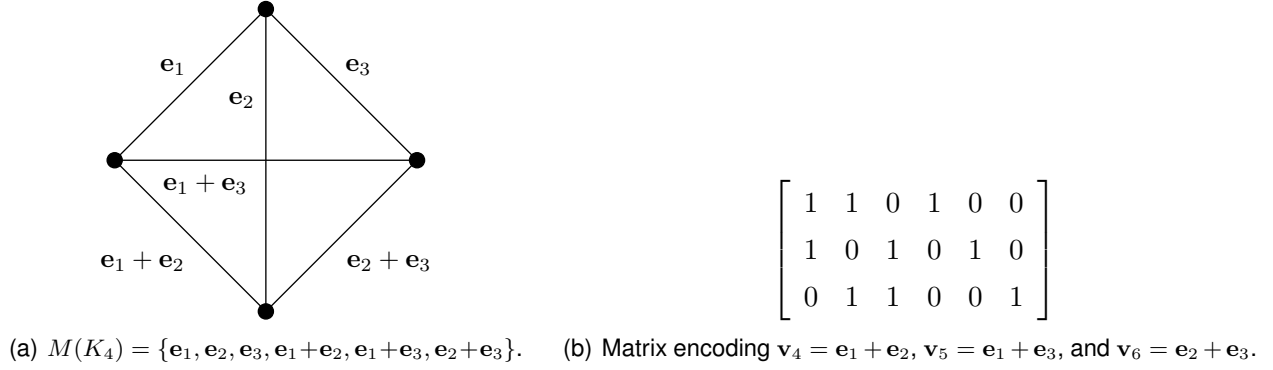 e₁
e₃
e₂
e₁ + e₃
e₁ + e₂
e₂ + e₃
1 1 0 1 0 0
1 0 1 0 1 0
0 1 1 0 0 1
(a) M(K₄) = {e₁, e₂, e₃, e₁+e₂, e₁+e₃, e₂+e₃}.
(b) Matrix encoding v₄ = e₁ + e₂, v₅ = e₁ + e₃, and v₆ = e₂ + e₃.